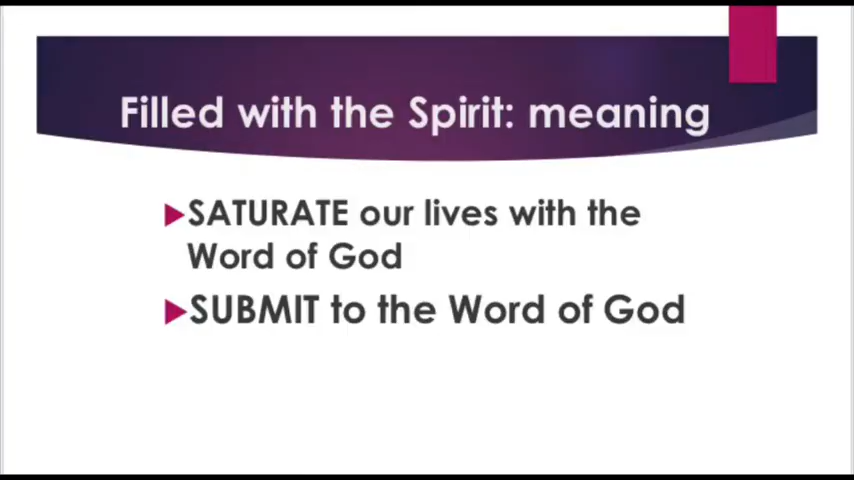 Filled with the Spirit: meaning
SATURATE our lives with the
Word of God
SUBMIT to the Word of God